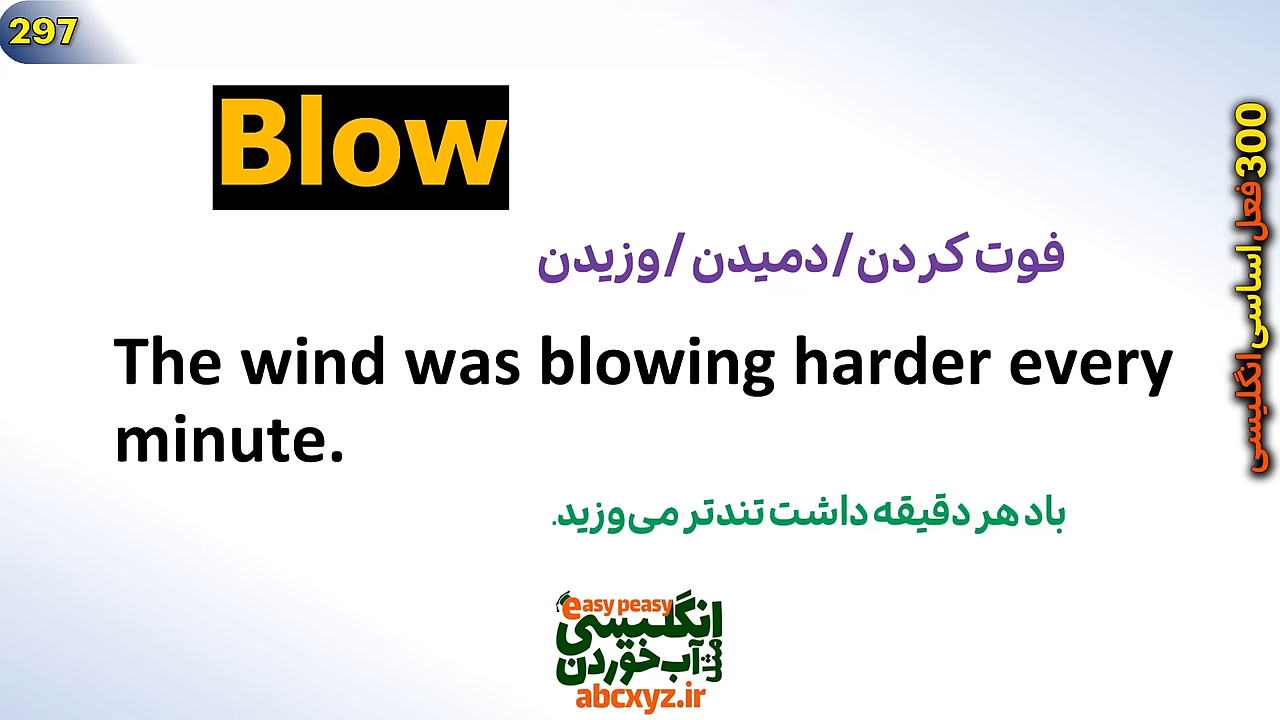 297
Blow
فوت کردن/ دمیدن / وزیدن
The wind was blowing harder every
minute.
باد هر دقیقه داشت تندتر می‌وزید.
300 فعل اساسی انگلیسی
easy peasy
انگلیسی
مثل آب خوردن
abcxyz.ir